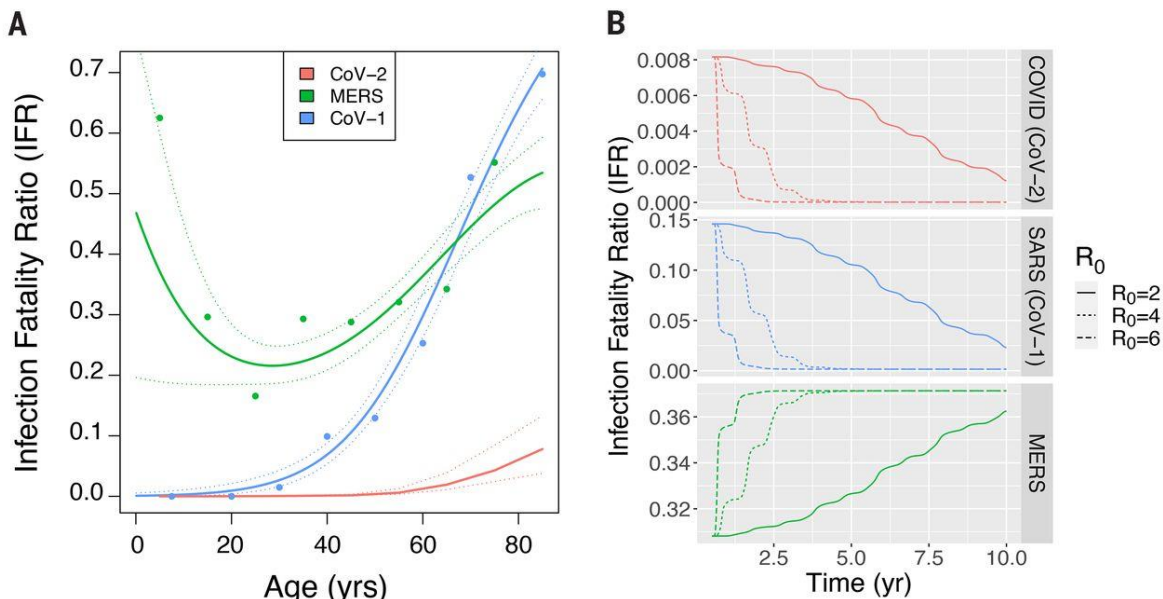 A
Infection Fatality Ratio (IFR)
0.7
0.6
0.5
0.4
0.3
0.2
0.1
0.0
CoV-2
MERS
CoV-1
0 20 40 60 80
Age (yrs)
B
Infection Fatality Ratio (IFR)
0.008
0.006
0.004
0.002
0.000
COVID (CoV-2)
0.15
0.10
0.05
0.00
SARS (CoV-1)
0.36
0.34
0.32
MERS
2.5 5.0 7.5 10.0
Time (yr)
R₀
R₀=2
R₀=4
R₀=6